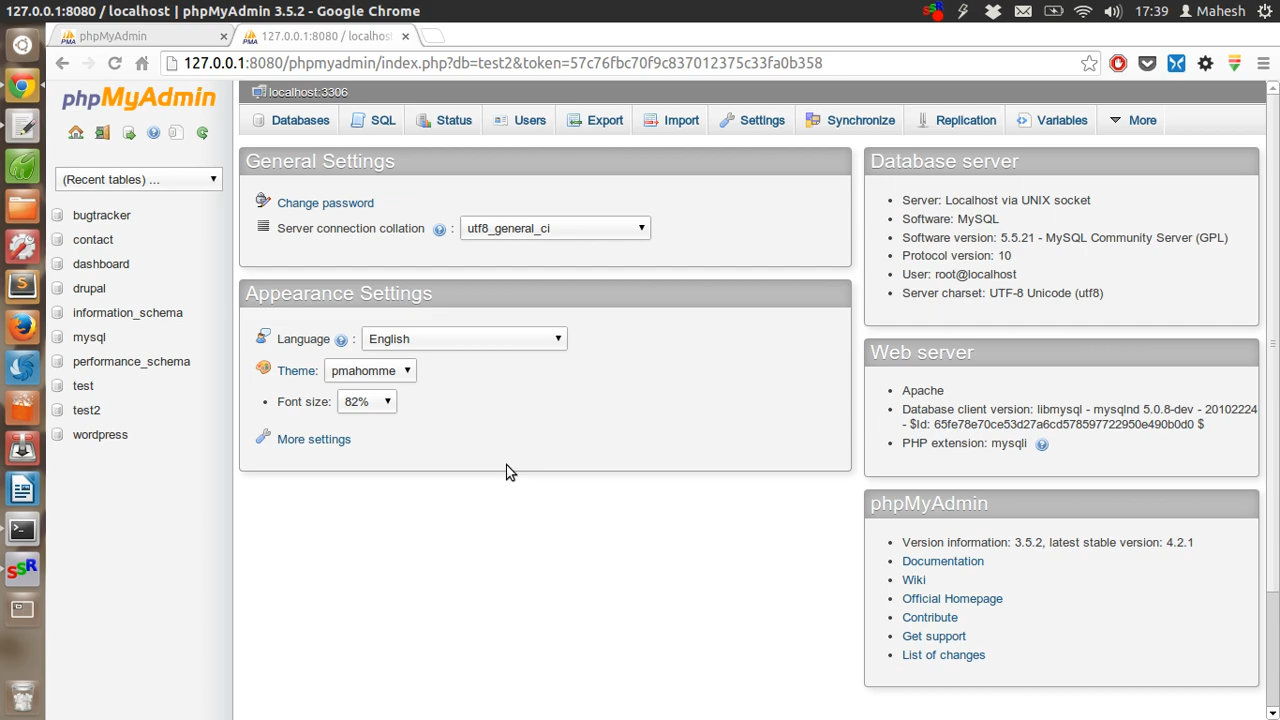 127.0.0.1:8080 / localhost | phpMyAdmin 3.5.2 - Google Chrome
17:39
Mahesh
phpMyAdmin
127.0.0.1:8080 / localhos
127.0.0.1:8080/phpmyadmin/index.php?db=test2&token=57c76fbc70f9c837012375c33fa0b358
phpMyAdmin
(Recent tables) ...
bugtracker
contact
dashboard
drupal
information_schema
mysql
performance_schema
test
test2
wordpress
localhost:3306
Databases
SQL
Status
Users
Export
Import
Settings
Synchronize
Replication
Variables
More
General Settings
Change password
Server connection collation : utf8_general_ci
Appearance Settings
Language : English
Theme: pmahomme
• Font size: 82%
More settings
Database server
• Server: Localhost via UNIX socket
• Software: MySQL
• Software version: 5.5.21 - MySQL Community Server (GPL)
• Protocol version: 10
• User: root@localhost
• Server charset: UTF-8 Unicode (utf8)
Web server
• Apache
• Database client version: libmysql - mysqlnd 5.0.8-dev - 20102224
- $Id: 65fe78e70ce53d27a6cd578597722950e490b0d0 $
• PHP extension: mysqli
phpMyAdmin
• Version information: 3.5.2, latest stable version: 4.2.1
• Documentation
• Wiki
• Official Homepage
• Contribute
• Get support
• List of changes